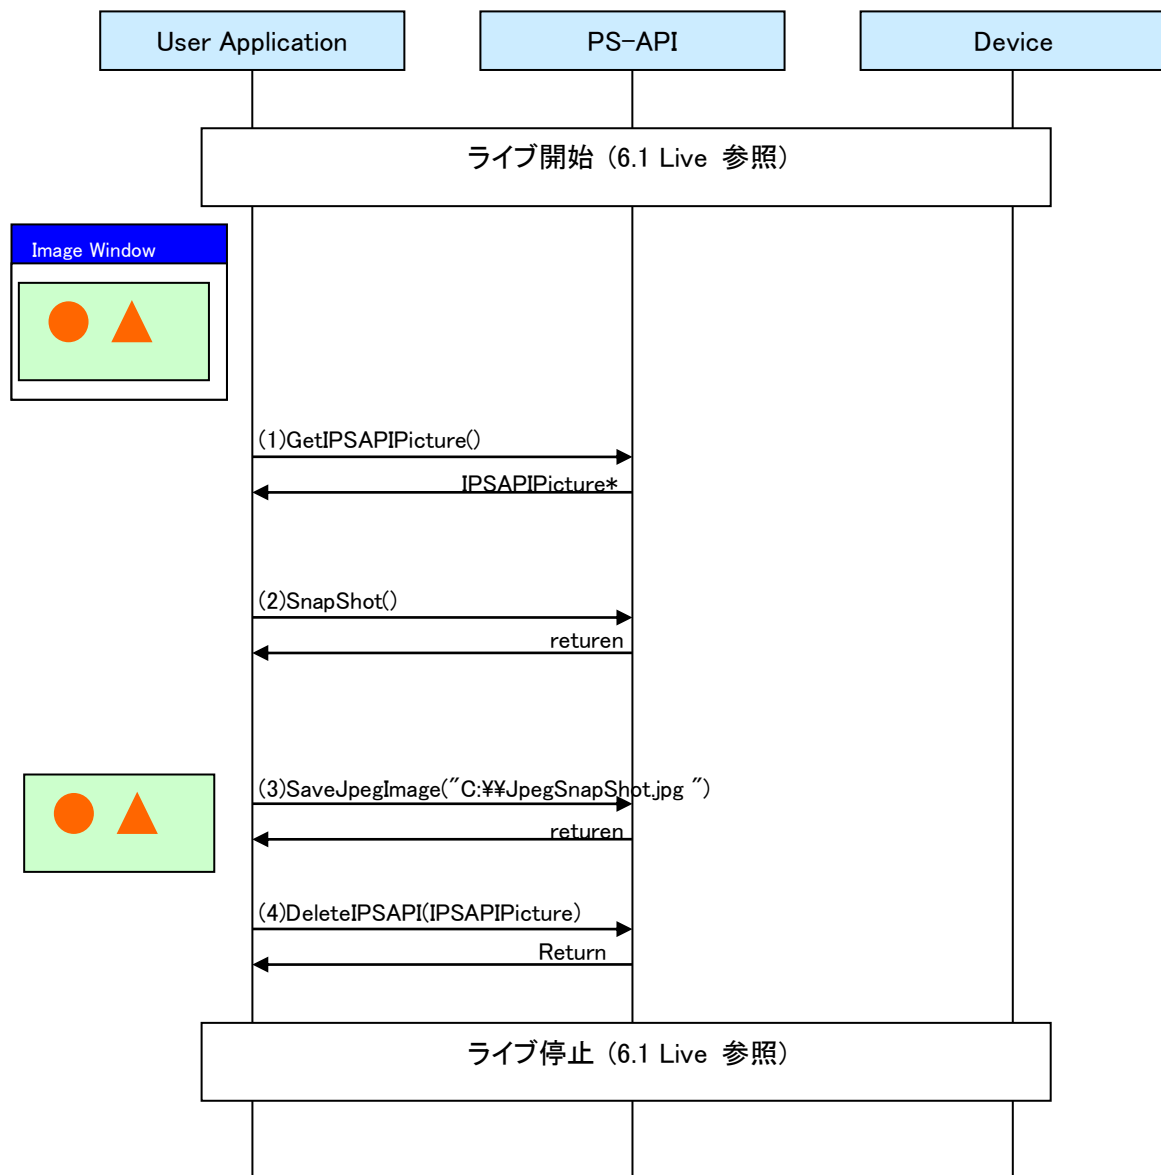 User Application
PS-API
Device
ライブ開始 (6.1 Live 参照)
Image Window
(1)GetIPSAPIPicture()
IPSAPIPicture*
(2)SnapShot()
returen
(3)SaveJpegImage("C:¥¥JpegSnapShot.jpg ")
returen
(4)DeleteIPSAPI(IPSAPIPicture)
Return
ライブ停止 (6.1 Live 参照)